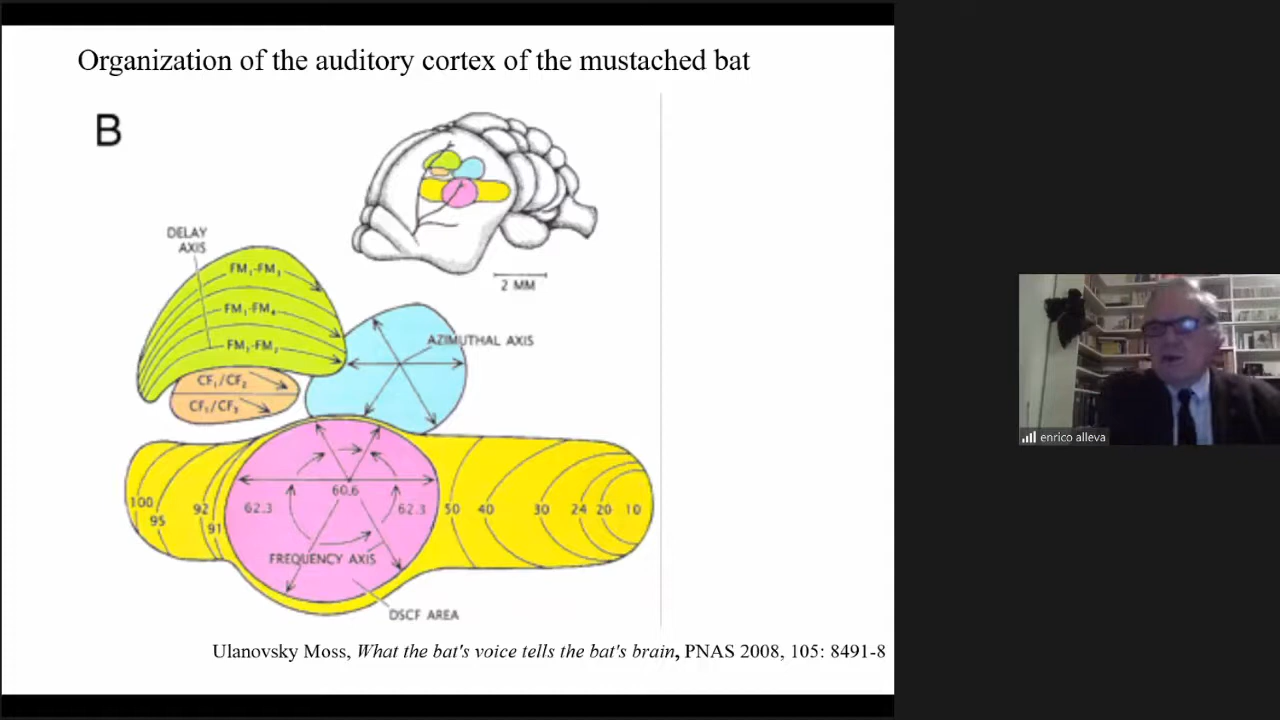 Organization of the auditory cortex of the mustached bat
B
2 MM
DELAY
AXIS
FM₁-FM₃
FM₁-FM₄
FM₁-FM₂
CF₁/CF₂
CF₁/CF₃
AZIMUTHAL AXIS
100
95
92
91
62.3
60.6
62.3
50
40
30
24
20
10
FREQUENCY AXIS
DSCF AREA
Ulanovsky Moss, What the bat's voice tells the bat's brain, PNAS 2008, 105: 8491-8
enrico alleva